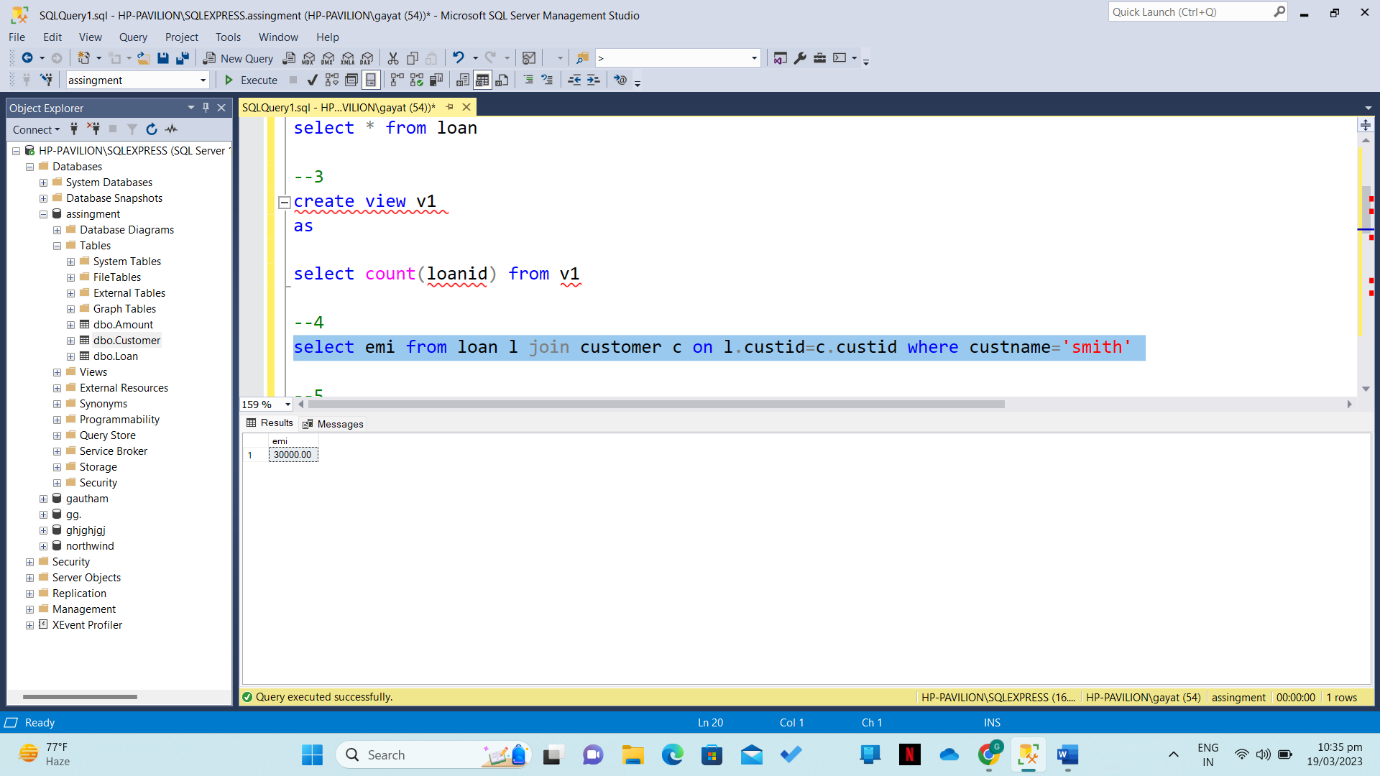 SQLQuery1.sql - HP-PAVILION\SQLEXPRESS.assingment (HP-PAVILION\gayat (54))* - Microsoft SQL Server Management Studio
Quick Launch (Ctrl+Q)
File Edit View Query Project Tools Window Help
New Query
>
assingment
Execute
Object Explorer
SQLQuery1.sql - HP...VILION\gayat (54))*
Connect
HP-PAVILION\SQLEXPRESS (SQL Server
Databases
System Databases
Database Snapshots
assingment
Database Diagrams
Tables
System Tables
FileTables
External Tables
Graph Tables
dbo.Amount
dbo.Customer
dbo.Loan
Views
External Resources
Synonyms
Programmability
Query Store
Service Broker
Storage
Security
gautham
gg.
ghjghjgj
northwind
Security
Server Objects
Replication
Management
XEvent Profiler
select * from loan
--3
create view v1
as
select count(loanid) from v1
--4
select emi from loan l join customer c on l.custid=c.custid where custname='smith'
--5
159 %
Results Messages
emi
1 30000.00
Query executed successfully.
HP-PAVILION\SQLEXPRESS (16.... HP-PAVILION\gayat (54) assingment 00:00:00 1 rows
Ready Ln 20 Col 1 Ch 1 INS
77°F
Haze
Search
ENG
IN
10:35 pm
19/03/2023